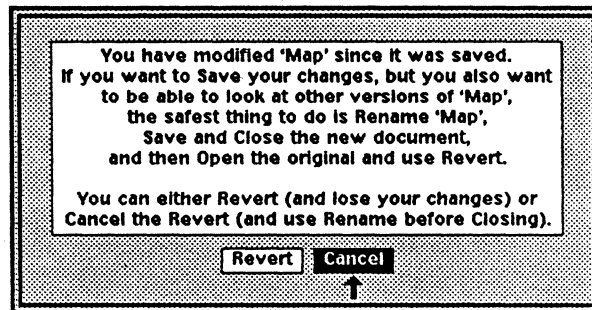 You have modified ‘Map’ since it was saved.
If you want to Save your changes, but you also want
to be able to look at other versions of ‘Map’,
the safest thing to do is Rename ‘Map’,
Save and Close the new document,
and then Open the original and use Revert.
You can either Revert (and lose your changes) or
Cancel the Revert (and use Rename before Closing).
Revert Cancel